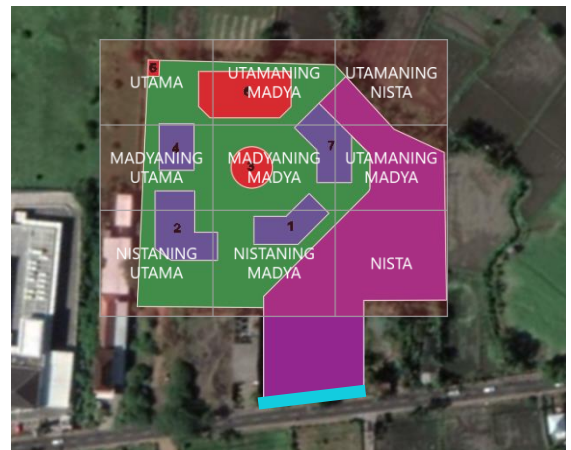 5
UTAMA
UTAMANING
MADYA
6
UTAMANING
NISTA
4
MADYANING
UTAMA
MADYANING
MADYA
3
7
UTAMANING
MADYA
2
NISTANING
UTAMA
1
NISTANING
MADYA
NISTA